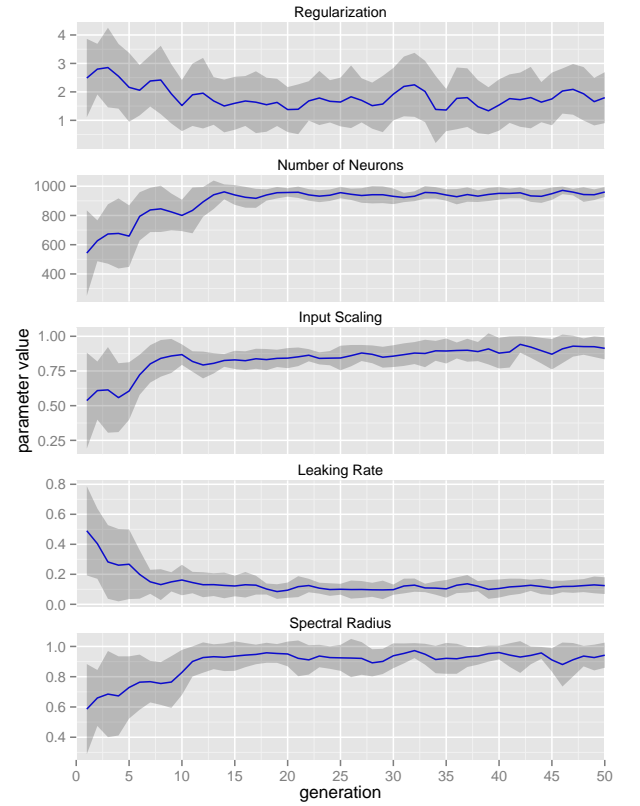 Regularization
4
3
2
1
Number of Neurons
1000
800
600
400
Input Scaling
1.00
0.75
0.50
0.25
parameter value
Leaking Rate
0.8
0.6
0.4
0.2
0.0
Spectral Radius
1.0
0.8
0.6
0.4
0 5 10 15 20 25 30 35 40 45 50
generation